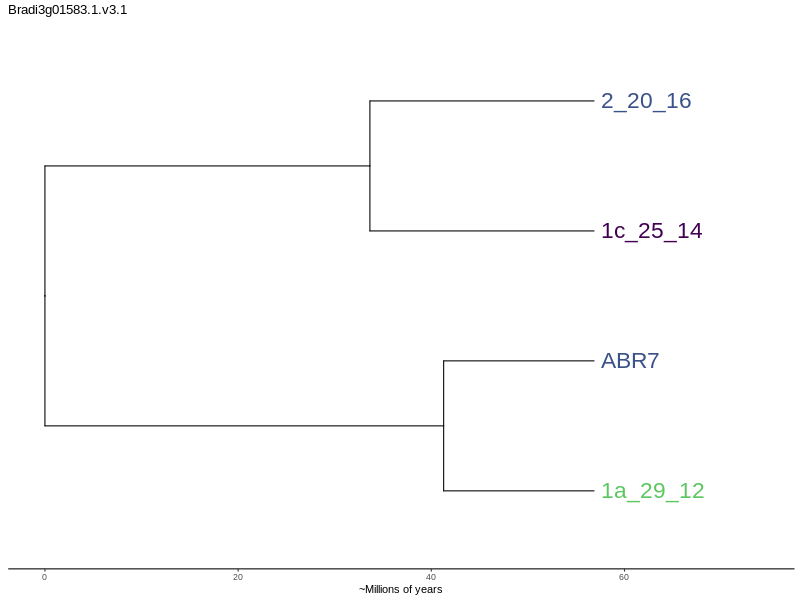 Bradi3g01583.1.v3.1
2_20_16
1c_25_14
ABR7
1a_29_12
0 20 40 60
~Millions of years